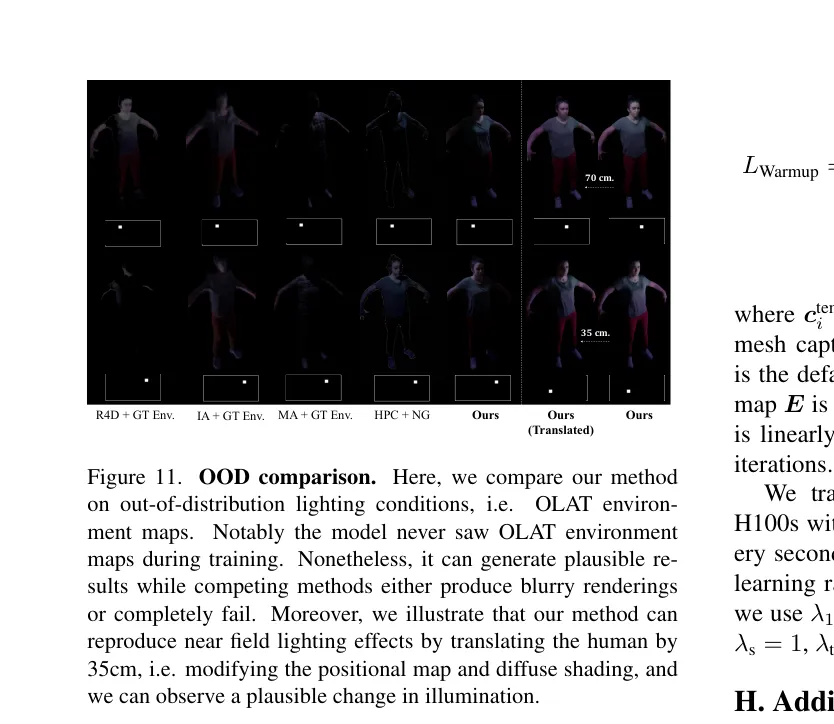 70 cm.
35 cm.
R4D + GT Env. IA + GT Env. MA + GT Env. HPC + NG Ours Ours Ours
(Translated)
Figure 11. OOD comparison. Here, we compare our method
on out-of-distribution lighting conditions, i.e. OLAT environ-
ment maps. Notably the model never saw OLAT environment
maps during training. Nonetheless, it can generate plausible re-
sults while competing methods either produce blurry renderings
or completely fail. Moreover, we illustrate that our method can
reproduce near field lighting effects by translating the human by
35cm, i.e. modifying the positional map and diffuse shading, and
we can observe a plausible change in illumination.
L_Warmup =
where c_i^ten
mesh capt
is the defa
map E is
is linearly
iterations.
We tra
H100s wit
ery second
learning ra
we use λ1
λs = 1, λt
H. Addi